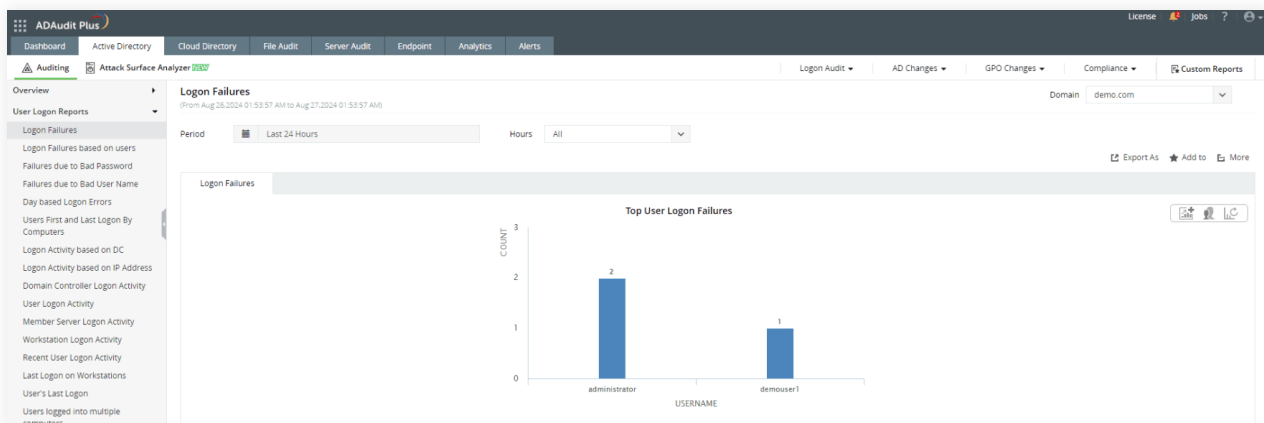 ADAudit Plus
License 2 Jobs ?
Dashboard Active Directory Cloud Directory File Audit Server Audit Endpoint Analytics Alerts
Auditing Attack Surface Analyzer NEW Logon Audit AD Changes GPO Changes Compliance Custom Reports
Overview
User Logon Reports
Logon Failures
Logon Failures based on users
Failures due to Bad Password
Failures due to Bad User Name
Day based Logon Errors
Users First and Last Logon By
Computers
Logon Activity based on DC
Logon Activity based on IP Address
Domain Controller Logon Activity
User Logon Activity
Member Server Logon Activity
Workstation Logon Activity
Recent User Logon Activity
Last Logon on Workstations
User's Last Logon
Users logged into multiple
computers
Logon Failures
(From Aug 26,2024 01:53:57 AM to Aug 27,2024 01:53:57 AM)
Domain demo.com
Period Last 24 Hours Hours All
Export As Add to More
Logon Failures
Top User Logon Failures
COUNT
3
2
1
0
2
1
administrator demouser1
USERNAME